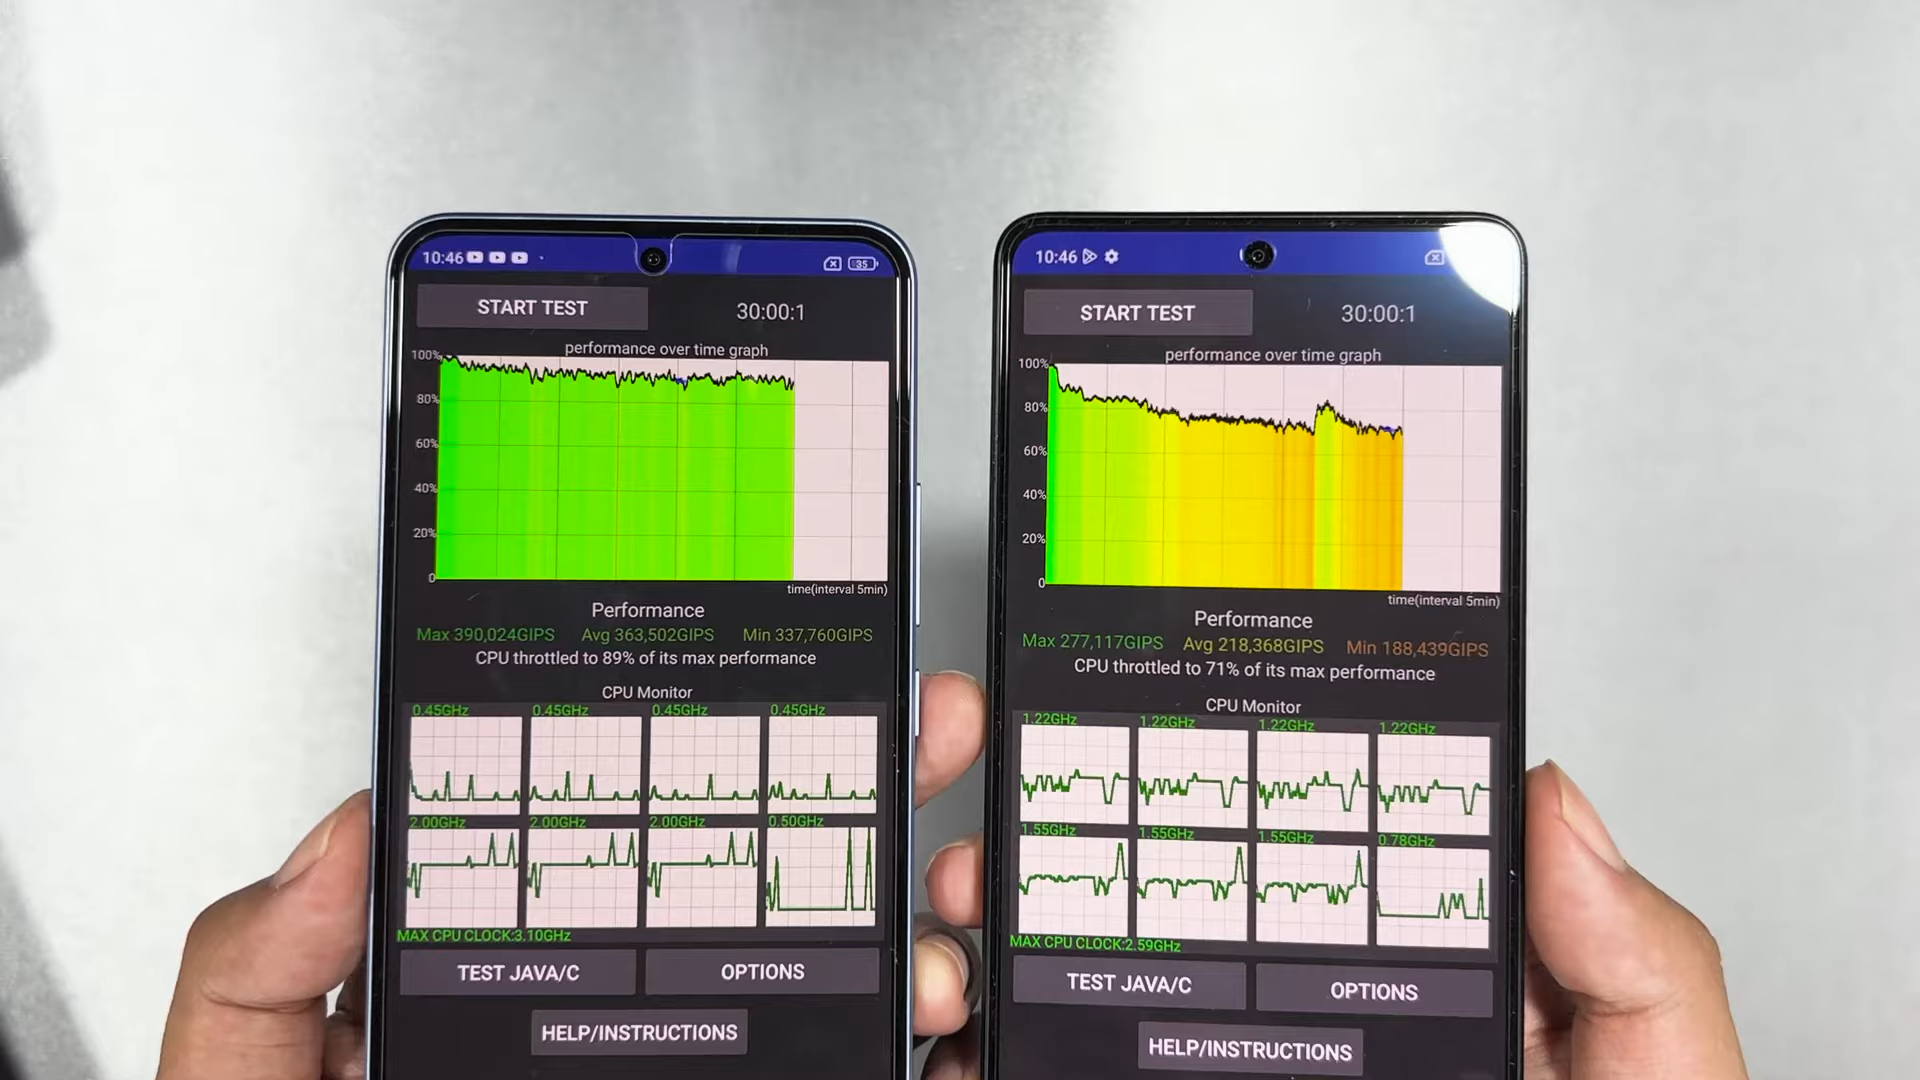 10:46
35
START TEST
30:00:1
performance over time graph
100%
80%
60%
40%
20%
0
time(interval 5min)
Performance
Max 390,024GIPS Avg 363,502GIPS Min 337,760GIPS
CPU throttled to 89% of its max performance
CPU Monitor
0.45GHz 0.45GHz 0.45GHz 0.45GHz
2.00GHz 2.00GHz 2.00GHz 0.50GHz
MAX CPU CLOCK:3.10GHz
TEST JAVA/C OPTIONS
HELP/INSTRUCTIONS
10:46
START TEST
30:00:1
performance over time graph
100%
80%
60%
40%
20%
0
time(interval 5min)
Performance
Max 277,117GIPS Avg 218,368GIPS Min 188,439GIPS
CPU throttled to 71% of its max performance
CPU Monitor
1.22GHz 1.22GHz 1.22GHz 1.22GHz
1.55GHz 1.55GHz 1.55GHz 0.78GHz
MAX CPU CLOCK:2.59GHz
TEST JAVA/C OPTIONS
HELP/INSTRUCTIONS